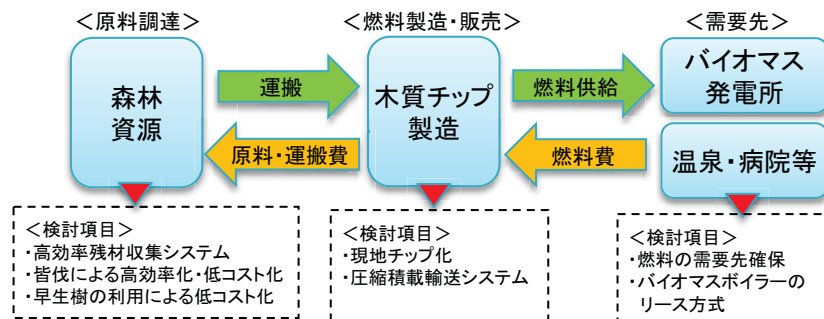 ＜原料調達＞
＜燃料製造・販売＞
＜需要先＞
森林
資源
運搬
原料・運搬費
木質チップ
製造
燃料供給
燃料費
バイオマス
発電所
温泉・病院等
＜検討項目＞
・高効率残材収集システム
・皆伐による高効率化・低コスト化
・早生樹の利用による低コスト化
＜検討項目＞
・現地チップ化
・圧縮積載輸送システム
＜検討項目＞
・燃料の需要先確保
・バイオマスボイラーの
リース方式